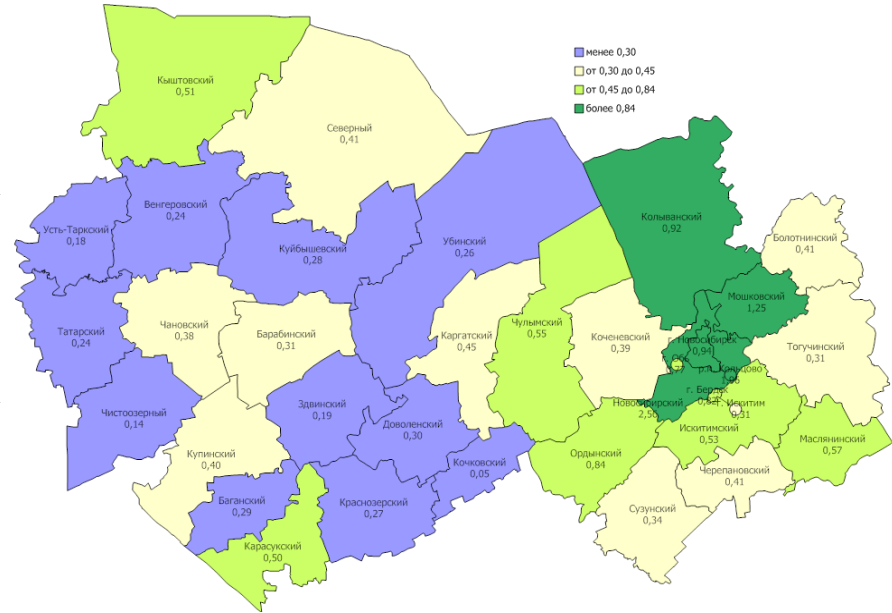 менее 0,30
от 0,30 до 0,45
от 0,45 до 0,84
более 0,84
Кыштовский
0,51
Северный
0,41
Усть-Таркский
0,18
Венгеровский
0,24
Куйбышевский
0,28
Убинский
0,26
Колыванский
0,92
Болотнинский
0,41
Татарский
0,24
Чановский
0,38
Барабинский
0,31
Каргатский
0,45
Чулымский
0,55
Коченевский
0,39
Мошковский
1,25
Тогучинский
0,31
г. Новосибирск
0,94
г. Обь
р.п. Кольцово
Новосибирский
2,56
г. Бердск
г. Искитим
0,31
Чистоозерный
0,14
Здвинский
0,19
Доволенский
0,30
Купинский
0,40
Кочковский
0,05
Ордынский
0,84
Искитимский
0,53
Маслянинский
0,57
Черепановский
0,41
Сузунский
0,34
Баганский
0,29
Краснозерский
0,27
Карасукский
0,50